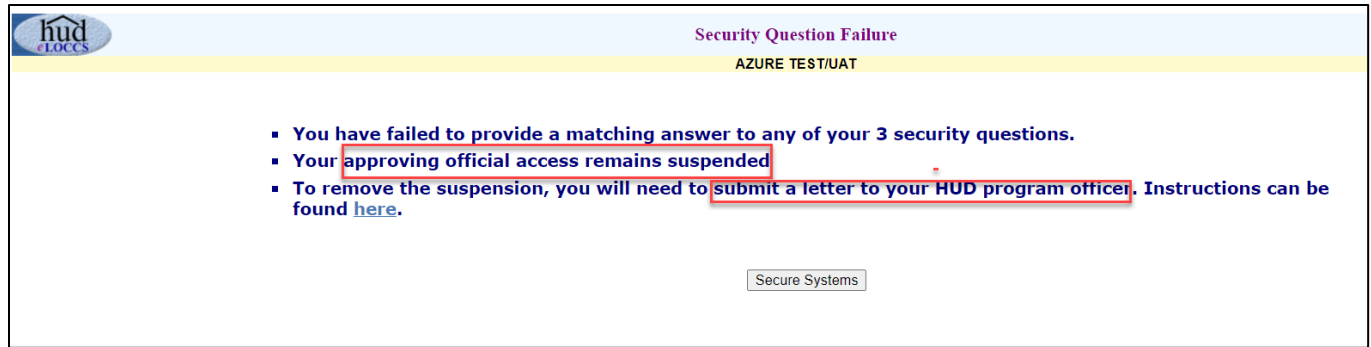 hud
eLOCCS
Security Question Failure
AZURE TEST/UAT
▪ You have failed to provide a matching answer to any of your 3 security questions.
▪ Your approving official access remains suspended
▪ To remove the suspension, you will need to submit a letter to your HUD program officer. Instructions can be
found here.
Secure Systems